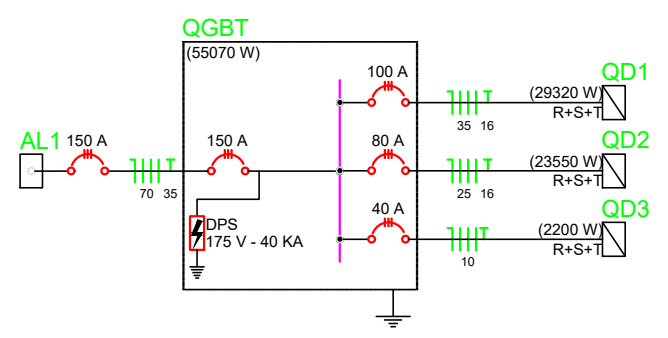 QGBT
(55070 W)
100 A
QD1
(29320 W)
R+S+T
35 16
AL1
150 A
150 A
80 A
QD2
(23550 W)
R+S+T
70 35
25 16
DPS
175 V - 40 KA
40 A
QD3
(2200 W)
R+S+T
10